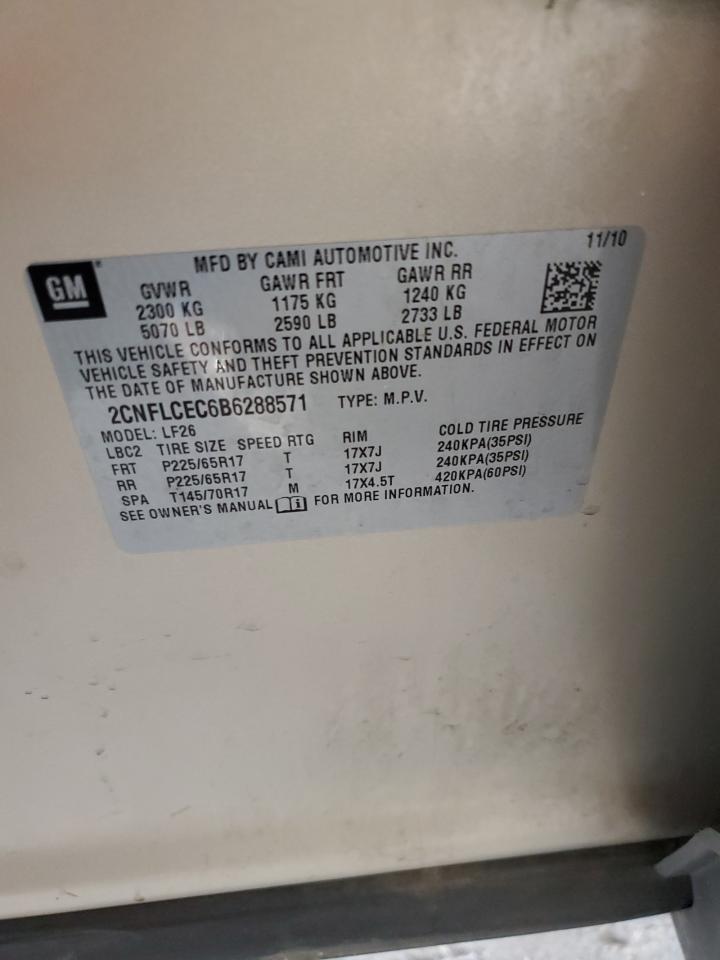 GM
MFD BY CAMI AUTOMOTIVE INC. 11/10
GVWR GAWR FRT GAWR RR
2300 KG 1175 KG 1240 KG
5070 LB 2590 LB 2733 LB
THIS VEHICLE CONFORMS TO ALL APPLICABLE U.S. FEDERAL MOTOR
VEHICLE SAFETY AND THEFT PREVENTION STANDARDS IN EFFECT ON
THE DATE OF MANUFACTURE SHOWN ABOVE.
2CNFLCEC6B6288571 TYPE: M.P.V.
MODEL: LF26
LBC2 TIRE SIZE SPEED RTG RIM COLD TIRE PRESSURE
FRT P225/65R17 T 17X7J 240KPA(35PSI)
RR P225/65R17 T 17X7J 240KPA(35PSI)
SPA T145/70R17 M 17X4.5T 420KPA(60PSI)
SEE OWNER'S MANUAL i FOR MORE INFORMATION.